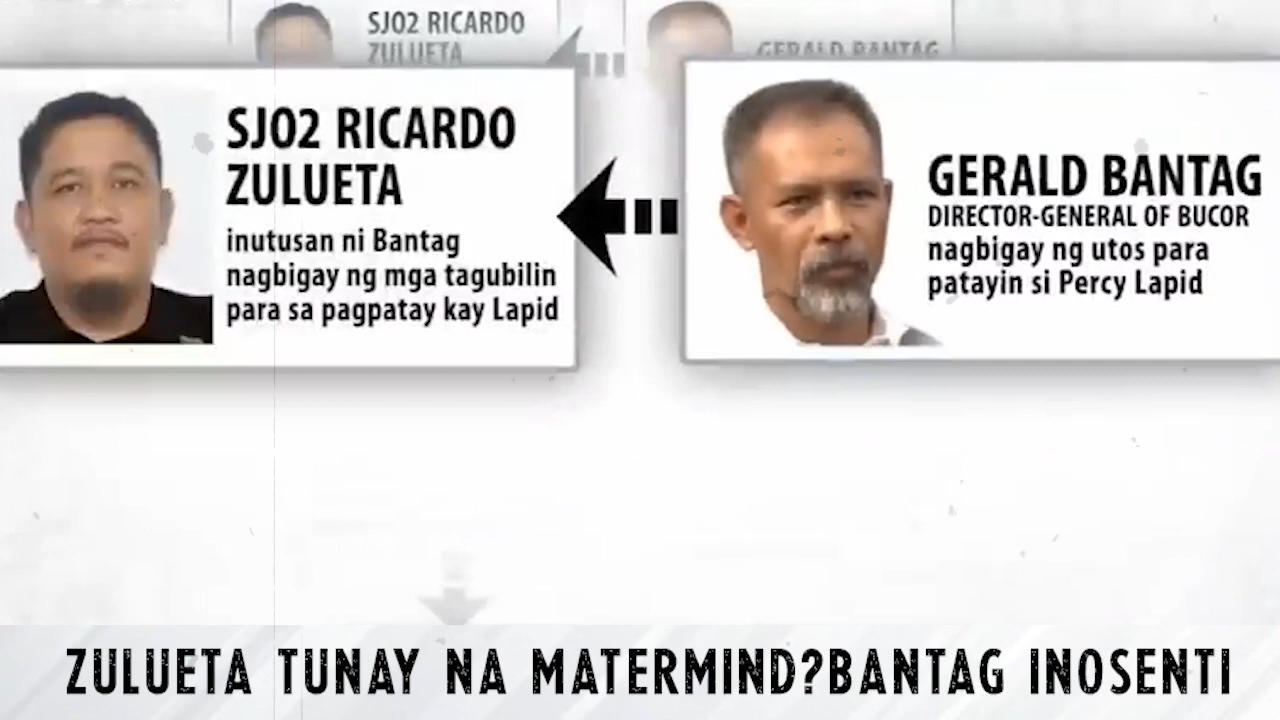 SJO2 RICARDO
ZULUETA
GERALD BANTAG
SJO2 RICARDO
ZULUETA
inutusan ni Bantag
nagbigay ng mga tagubilin
para sa pagpatay kay Lapid
GERALD BANTAG
DIRECTOR-GENERAL OF BUCOR
nagbigay ng utos para
patayin si Percy Lapid
ZULUETA TUNAY NA MATERMIND?BANTAG INOSENTI